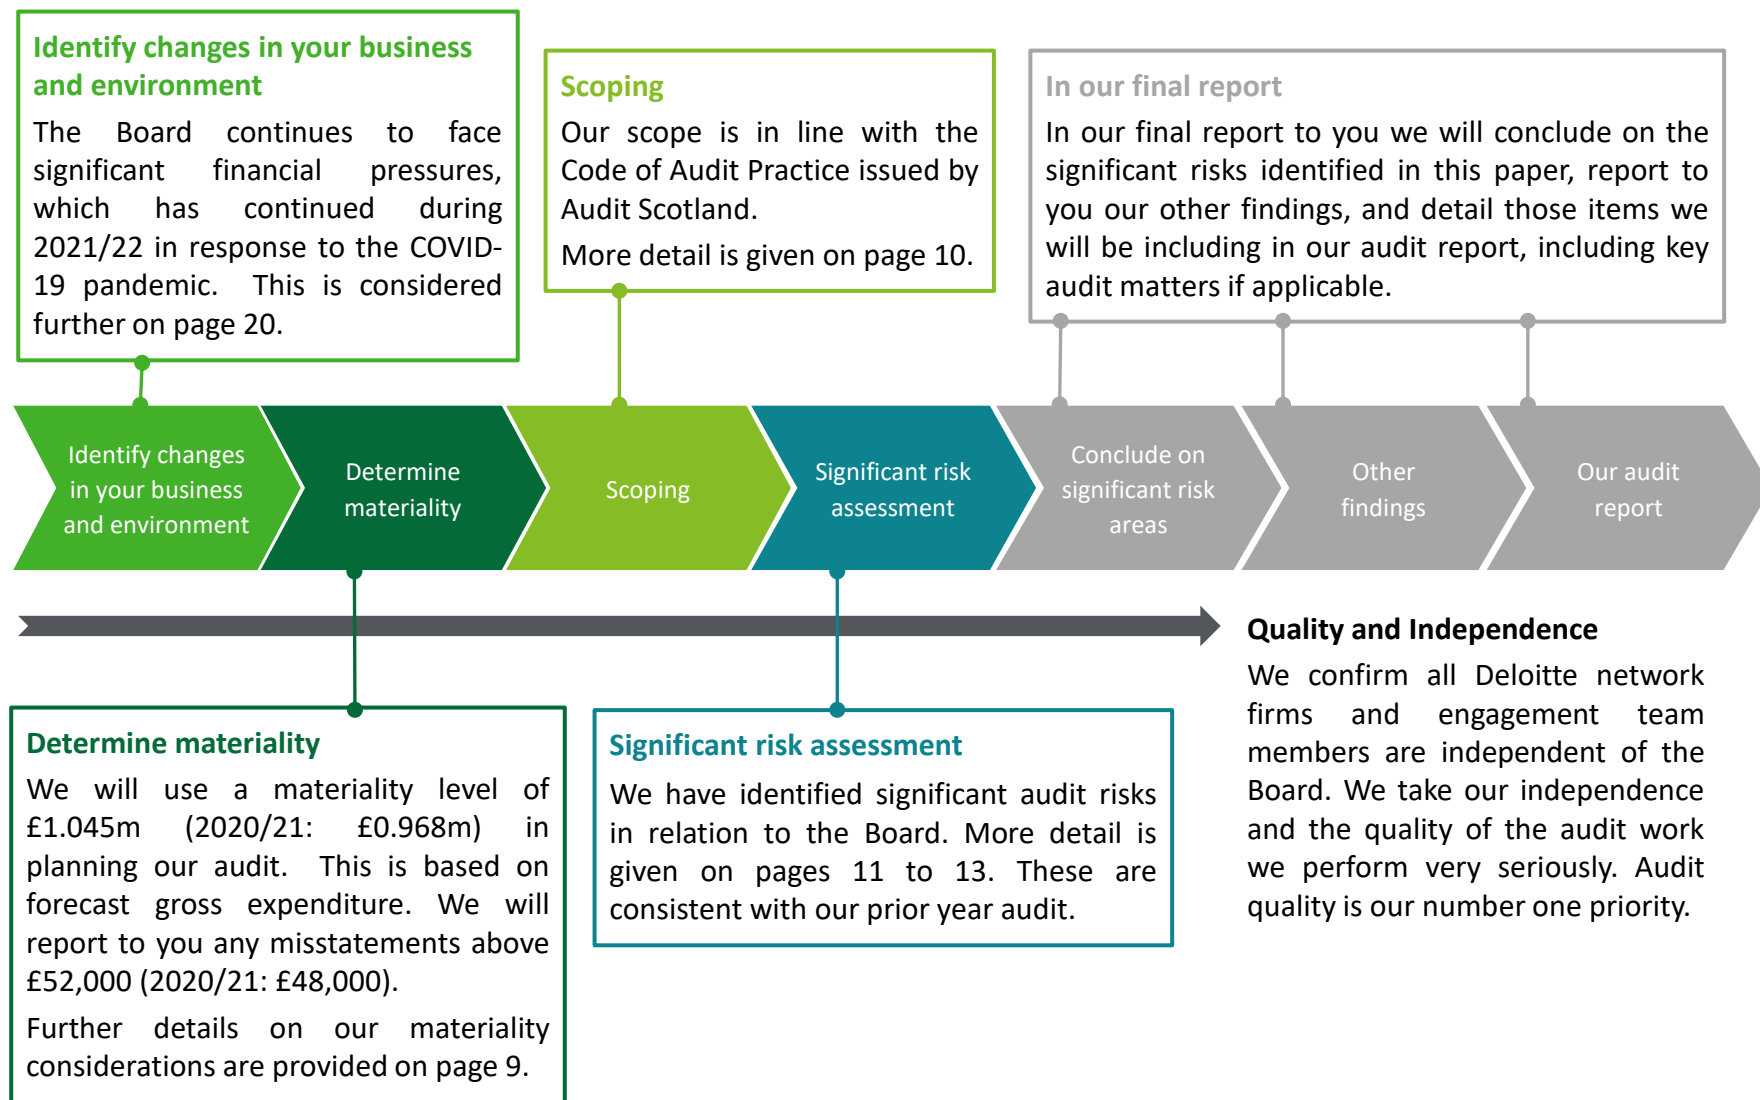 Identify changes in your business
and environment
The Board continues to face
significant financial pressures,
which has continued during
2021/22 in response to the COVID-
19 pandemic. This is considered
further on page 20.
Scoping
Our scope is in line with the
Code of Audit Practice issued by
Audit Scotland.
More detail is given on page 10.
In our final report
In our final report to you we will conclude on the
significant risks identified in this paper, report to
you our other findings, and detail those items we
will be including in our audit report, including key
audit matters if applicable.
Identify changes
in your business
and environment
Determine
materiality
Scoping
Significant risk
assessment
Conclude on
significant risk
areas
Other
findings
Our audit
report
Determine materiality
We will use a materiality level of
£1.045m (2020/21: £0.968m) in
planning our audit. This is based on
forecast gross expenditure. We will
report to you any misstatements above
£52,000 (2020/21: £48,000).
Further details on our materiality
considerations are provided on page 9.
Significant risk assessment
We have identified significant audit risks
in relation to the Board. More detail is
given on pages 11 to 13. These are
consistent with our prior year audit.
Quality and Independence
We confirm all Deloitte network
firms and engagement team
members are independent of the
Board. We take our independence
and the quality of the audit work
we perform very seriously. Audit
quality is our number one priority.